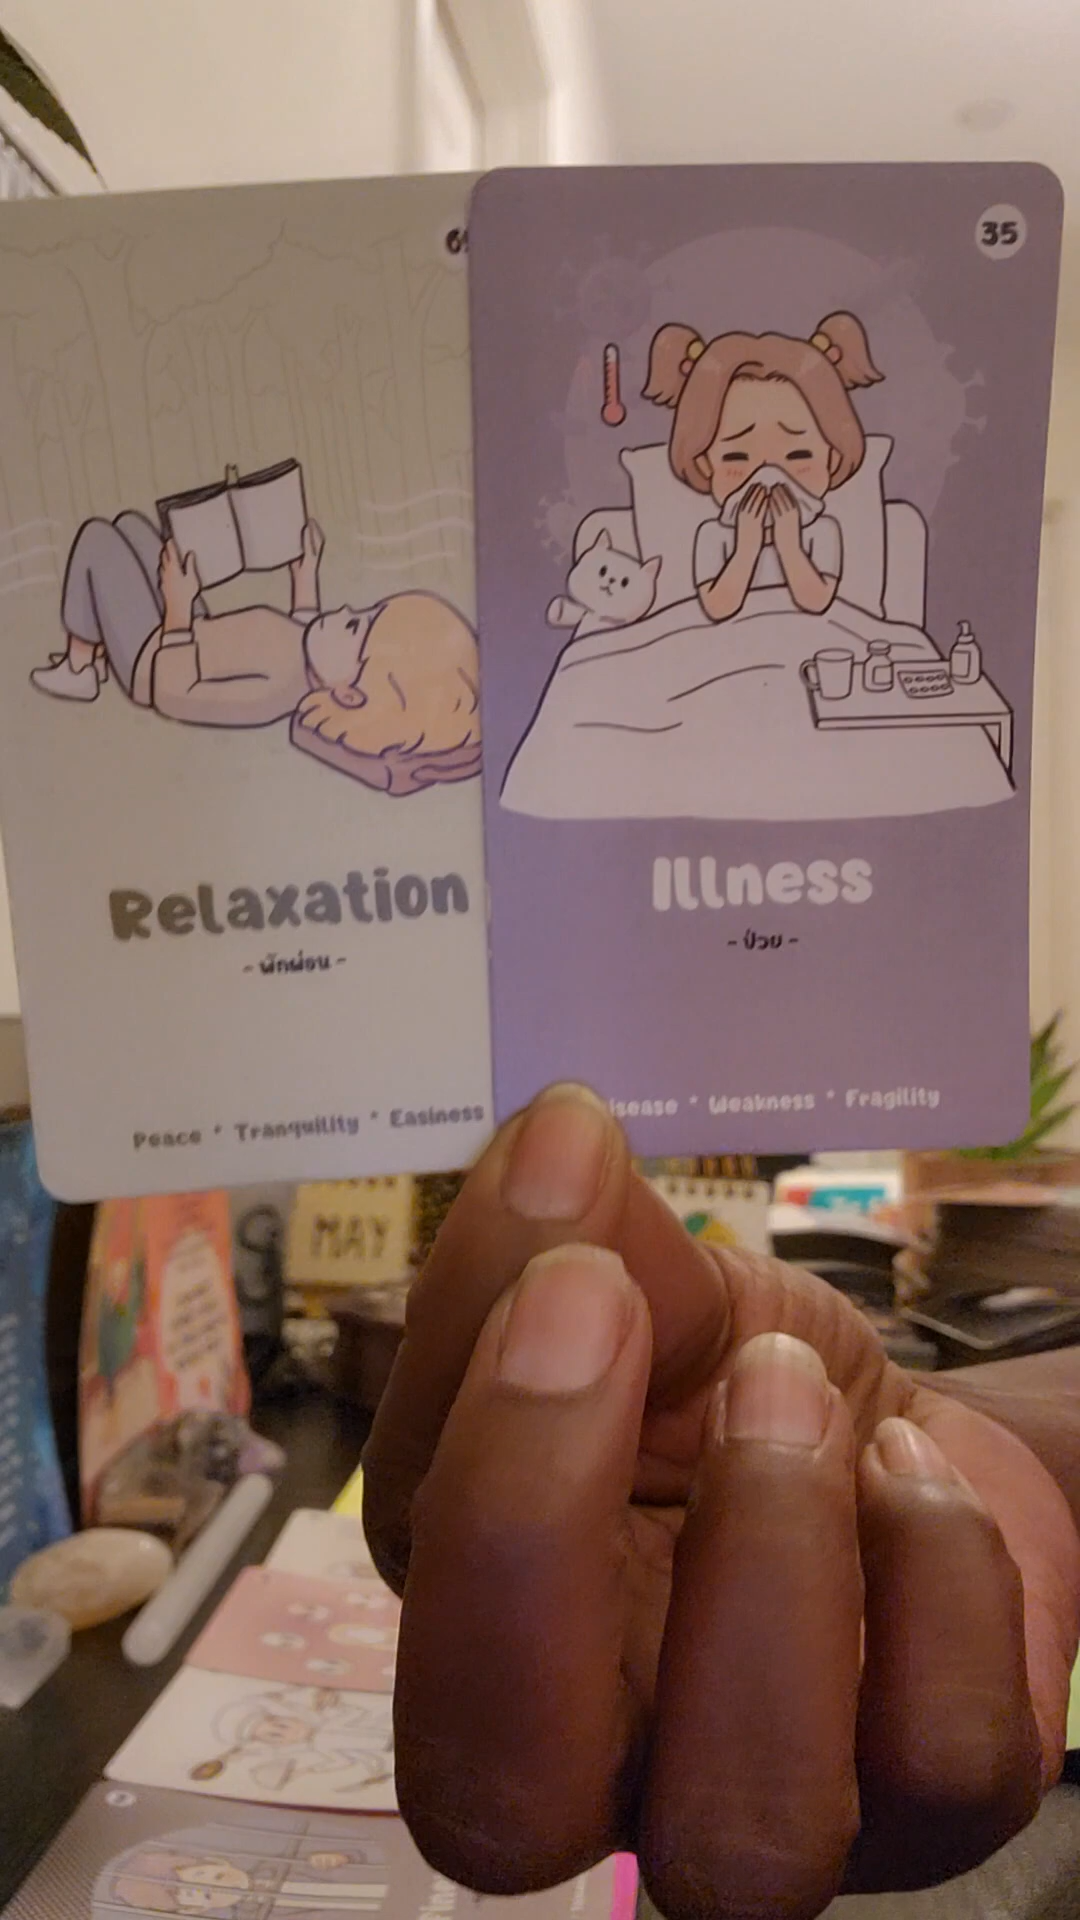 35
Relaxation
- พักผ่อน -
Peace * Tranquility * Easiness
Illness
- ป่วย -
Weakness * Fragility
MAY